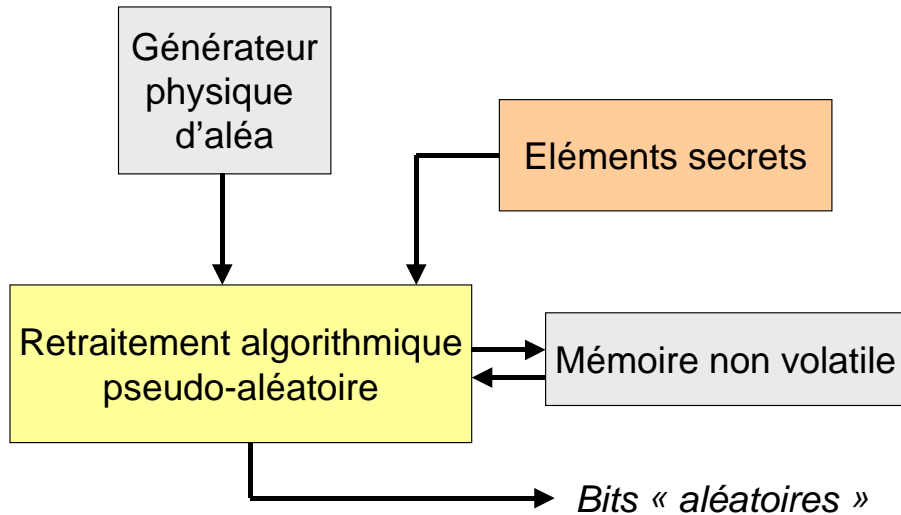 Générateur
physique
d’aléa
Eléments secrets
Retraitement algorithmique
pseudo-aléatoire
Mémoire non volatile
Bits « aléatoires »